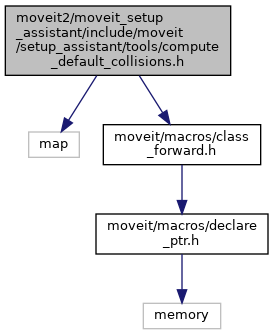 moveit2/moveit_setup
_assistant/include/moveit
/setup_assistant/tools/compute
_default_collisions.h
map
moveit/macros/class
_forward.h
moveit/macros/declare
_ptr.h
memory